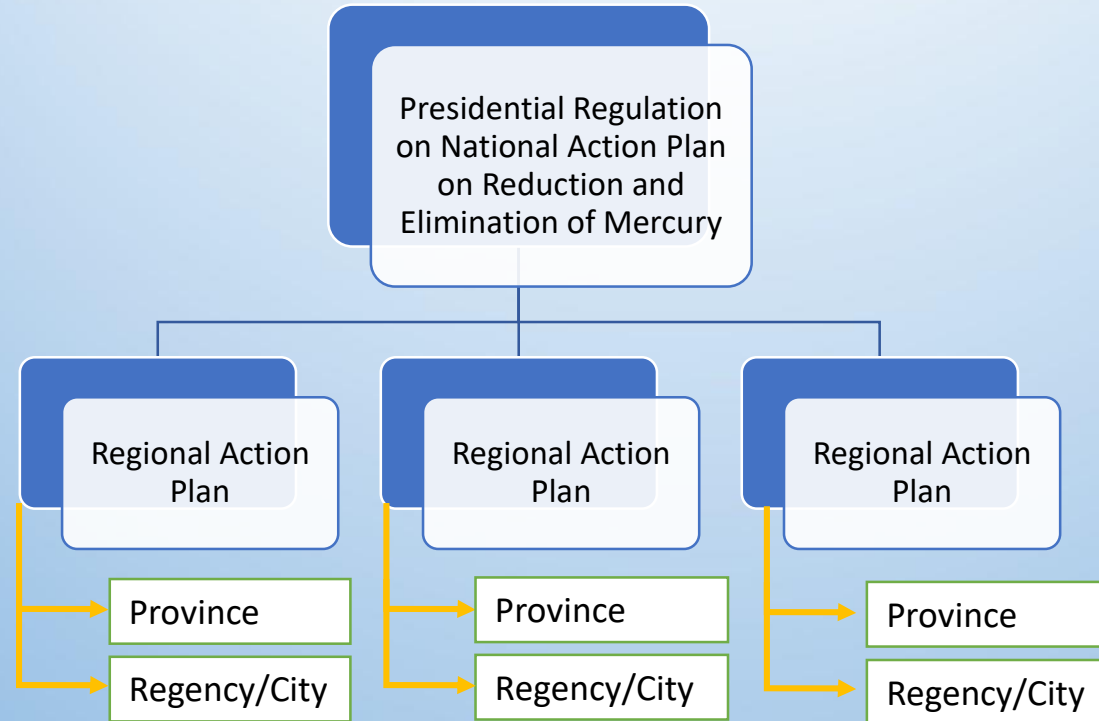 Presidential Regulation
on National Action Plan
on Reduction and
Elimination of Mercury
Regional Action
Plan
Regional Action
Plan
Regional Action
Plan
Province
Regency/City
Province
Regency/City
Province
Regency/City